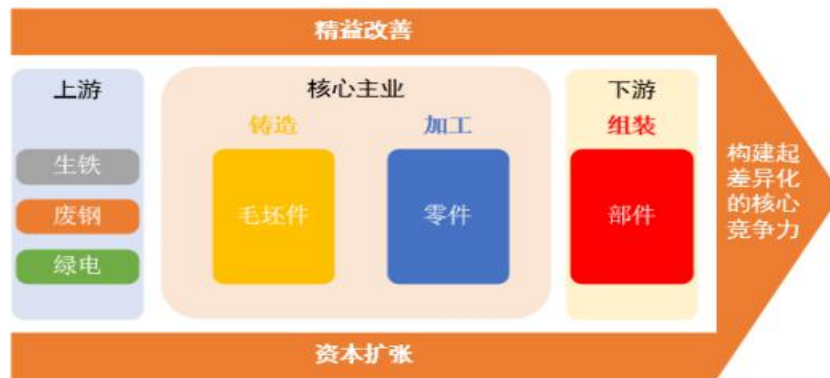 精益改善
上游
核心主业
下游
铸造
加工
组装
生铁
废钢
绿电
毛坯件
零件
部件
构建起
差异化
的核心
竞争力
资本扩张